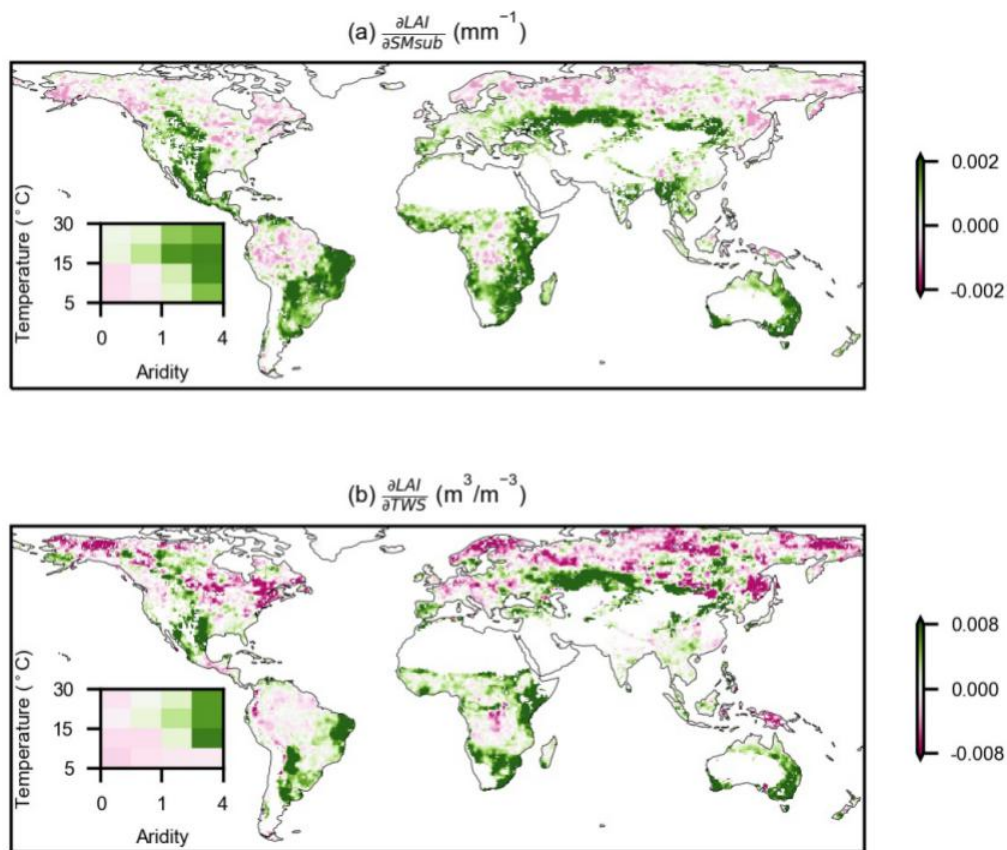 (a) ∂LAI/∂SMsub (mm⁻¹)
0.002
0.000
-0.002
Temperature (°C)
30
15
5
0 1 4
Aridity
(b) ∂LAI/∂TWS (m³/m⁻³)
0.008
0.000
-0.008
Temperature (°C)
30
15
5
0 1 4
Aridity